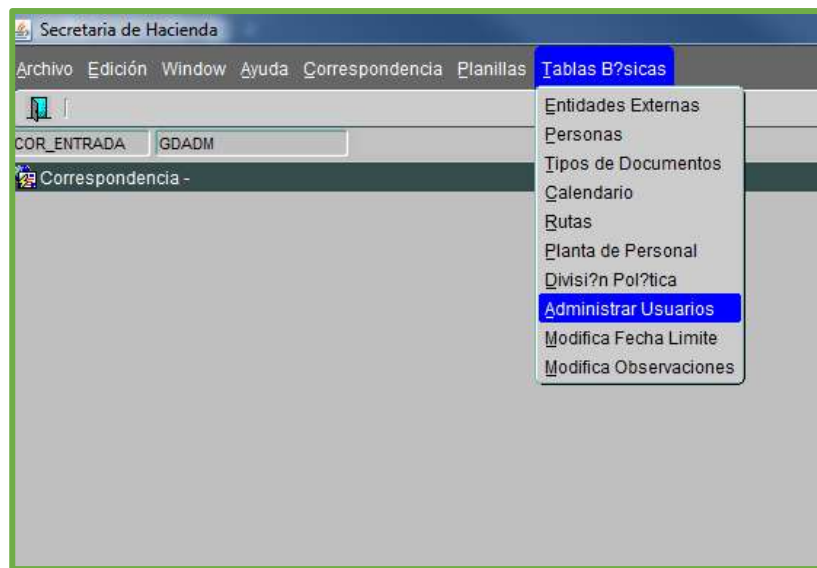 Secretaria de Hacienda
Archivo Edición Window Ayuda Correspondencia Planillas Tablas B?sicas
COR_ENTRADA GDADM
Correspondencia -
Entidades Externas
Personas
Tipos de Documentos
Calendario
Rutas
Planta de Personal
Divisi?n Pol?tica
Administrar Usuarios
Modifica Fecha Limite
Modifica Observaciones